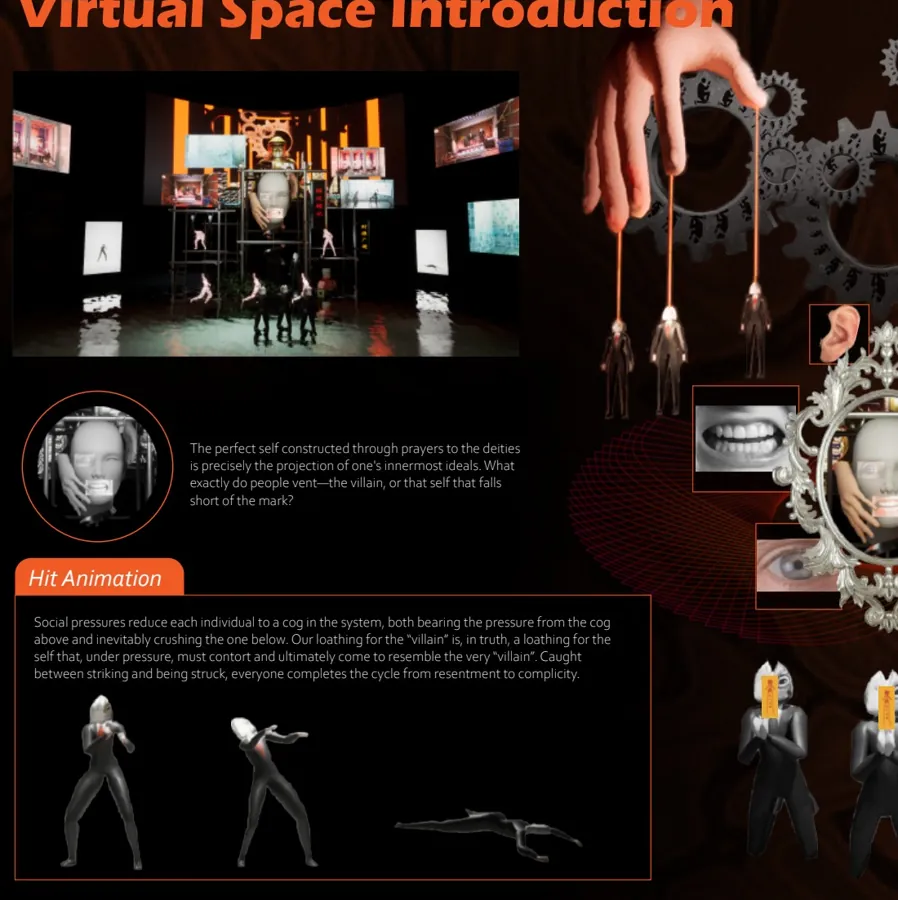 Virtual Space Introduction
The perfect self constructed through prayers to the deities
is precisely the projection of one's innermost ideals. What
exactly do people vent—the villain, or that self that falls
short of the mark?
Hit Animation
Social pressures reduce each individual to a cog in the system, both bearing the pressure from the cog
above and inevitably crushing the one below. Our loathing for the “villain” is, in truth, a loathing for the
self that, under pressure, must contort and ultimately come to resemble the very “villain”. Caught
between striking and being struck, everyone completes the cycle from resentment to complicity.